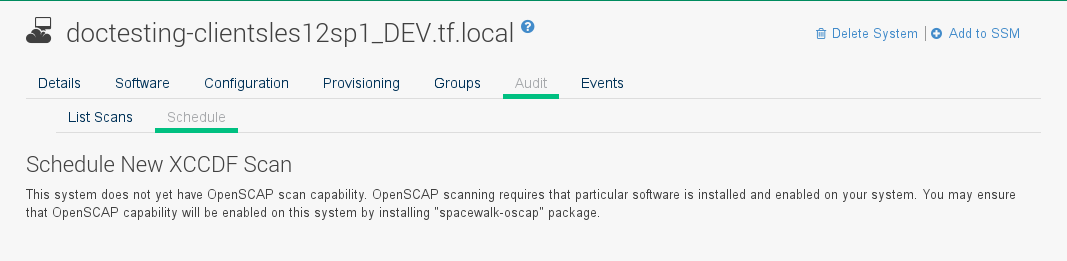 doctesting-clientsles12sp1_DEV.tf.local ?
Delete System | Add to SSM
Details Software Configuration Provisioning Groups Audit Events
List Scans Schedule
Schedule New XCCDF Scan
This system does not yet have OpenSCAP scan capability. OpenSCAP scanning requires that particular software is installed and enabled on your system. You may ensure
that OpenSCAP capability will be enabled on this system by installing "spacewalk-oscap" package.